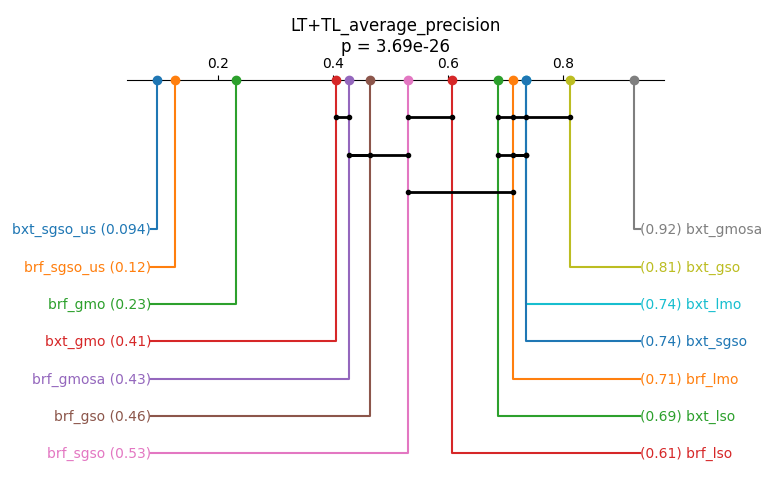 LT+TL_average_precision
p = 3.69e-26
0.2 0.4 0.6 0.8
bxt_sgso_us (0.094) (0.92) bxt_gmosa
brf_sgso_us (0.12) (0.81) bxt_gso
brf_gmo (0.23) (0.74) bxt_lmo
bxt_gmo (0.41) (0.74) bxt_sgso
brf_gmosa (0.43) (0.71) brf_lmo
brf_gso (0.46) (0.69) bxt_lso
brf_sgso (0.53) (0.61) brf_lso